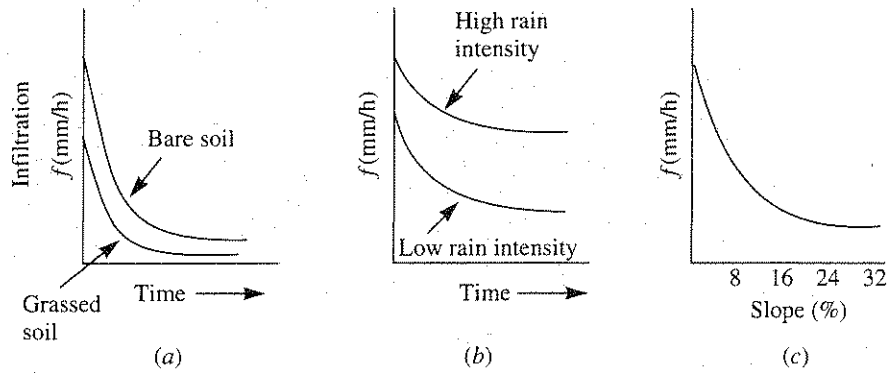 Infiltration
f (mm/h)
Bare soil
Grassed
soil
Time
(a)
High rain
intensity
f (mm/h)
Low rain intensity
Time
(b)
f (mm/h)
8 16 24 32
Slope (%)
(c)